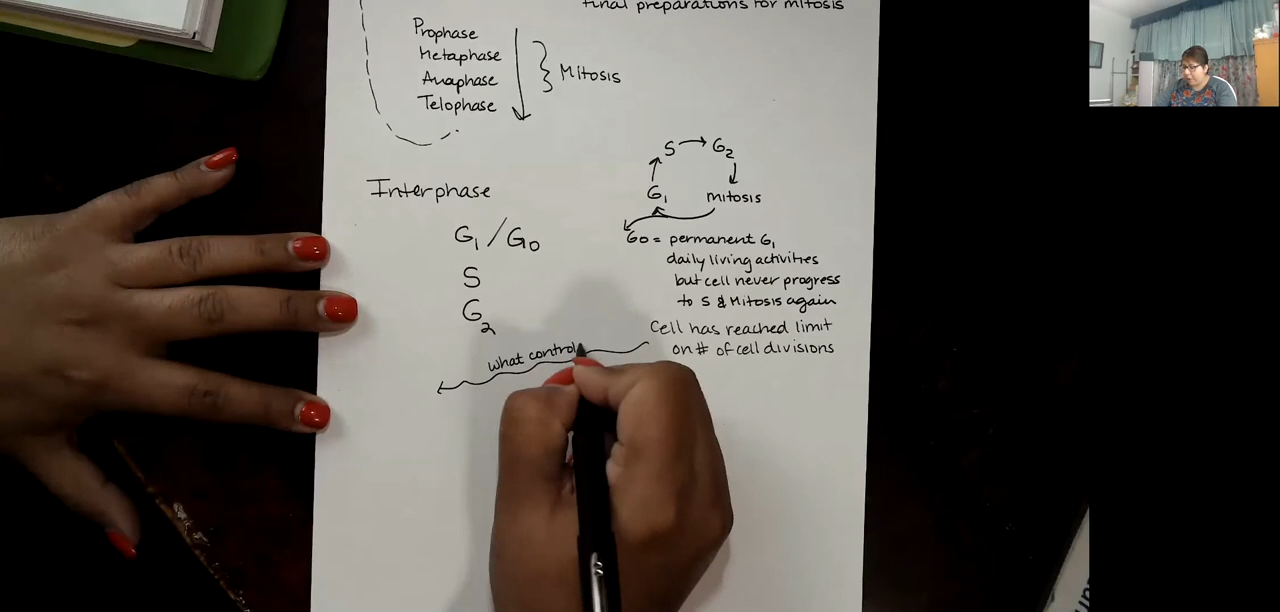 final preparations for mitosis
Prophase
Metaphase
Anaphase
Telophase
Mitosis
S → G2
G1 mitosis
Interphase
G1/G0
S
G2
G0 = permanent G1
daily living activities
but cell never progress
to S & Mitosis again
Cell has reached limit
on # of cell divisions
what control